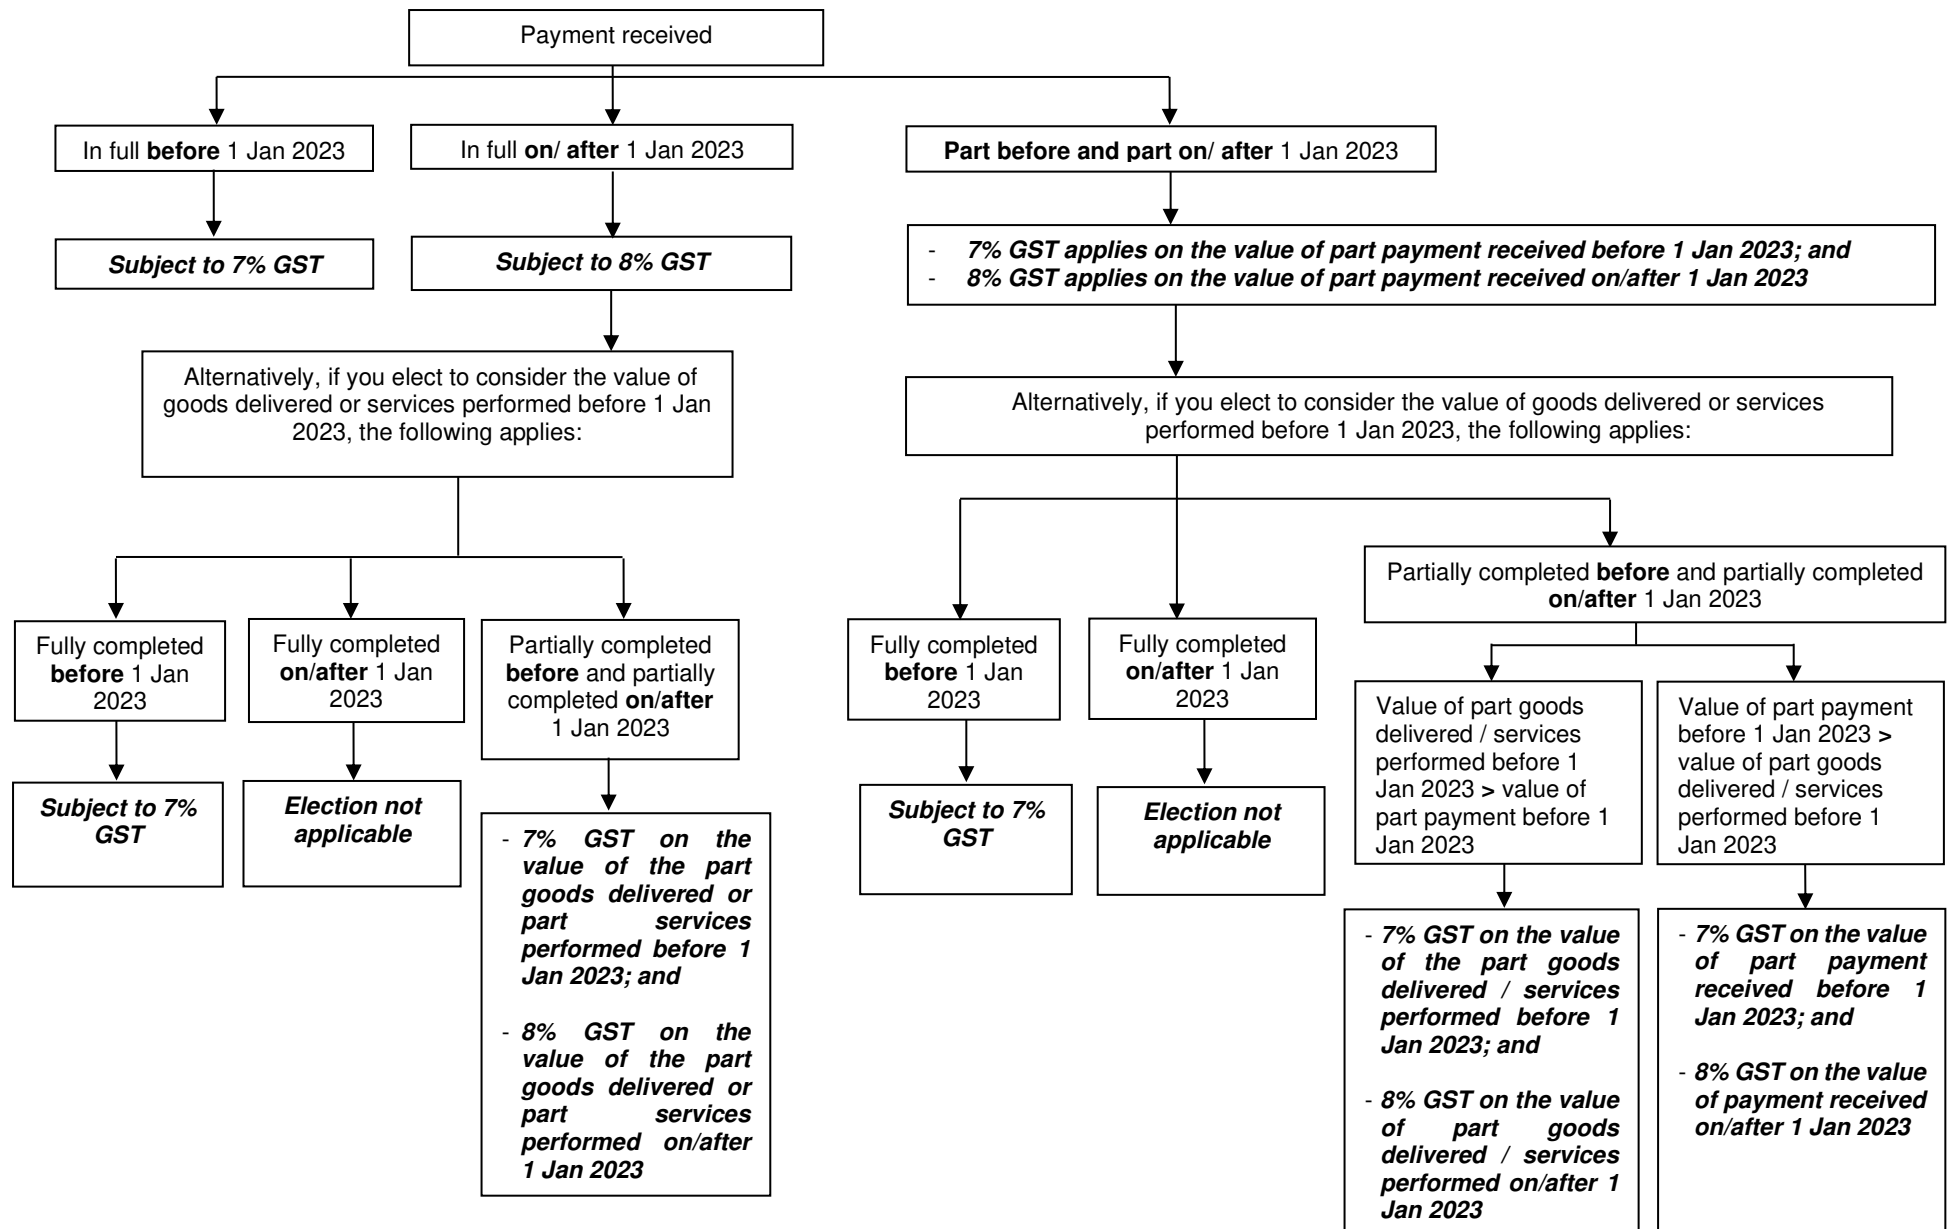 Payment received
In full before 1 Jan 2023
In full on/ after 1 Jan 2023
Part before and part on/ after 1 Jan 2023
Subject to 7% GST
Subject to 8% GST
- 7% GST applies on the value of part payment received before 1 Jan 2023; and
- 8% GST applies on the value of part payment received on/after 1 Jan 2023
Alternatively, if you elect to consider the value of
goods delivered or services performed before 1 Jan
2023, the following applies:
Alternatively, if you elect to consider the value of goods delivered or services
performed before 1 Jan 2023, the following applies:
Fully completed
before 1 Jan
2023
Fully completed
on/after 1 Jan
2023
Partially completed
before and partially
completed on/after
1 Jan 2023
Subject to 7%
GST
Election not
applicable
- 7% GST on the
value of the part
goods delivered or
part services
performed before 1
Jan 2023; and
- 8% GST on the
value of the part
goods delivered or
part services
performed on/after
1 Jan 2023
Fully completed
before 1 Jan
2023
Fully completed
on/after 1 Jan
2023
Partially completed before and partially completed
on/after 1 Jan 2023
Subject to 7%
GST
Election not
applicable
Value of part goods
delivered / services
performed before 1
Jan 2023 > value of
part payment before 1
Jan 2023
Value of part payment
before 1 Jan 2023 >
value of part goods
delivered / services
performed before 1
Jan 2023
- 7% GST on the value
of the part goods
delivered / services
performed before 1
Jan 2023; and
- 8% GST on the value
of part goods
delivered / services
performed on/after 1
Jan 2023
- 7% GST on the value
of part payment
received before 1
Jan 2023; and
- 8% GST on the value
of payment received
on/after 1 Jan 2023